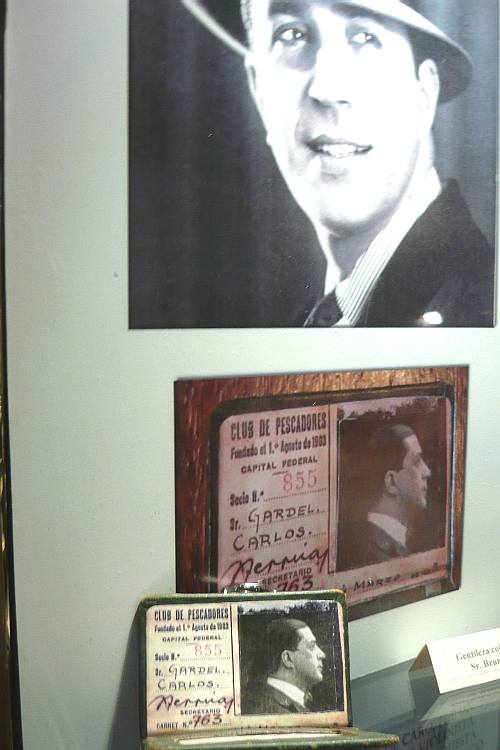 CLUB DE PESCADORES
Fundado el 1.º Agosto de 1903
CAPITAL FEDERAL
Socio N.º 855
Sr. GARDEL.
CARLOS.
SECRETARIO
763
MARZO
CLUB DE PESCADORES
Fundado el 1.º Agosto de 1903
CAPITAL FEDERAL
Socio N.º 855
Sr. GARDEL.
CARLOS.
CARNET N.º 763
Gentileza
Sr.